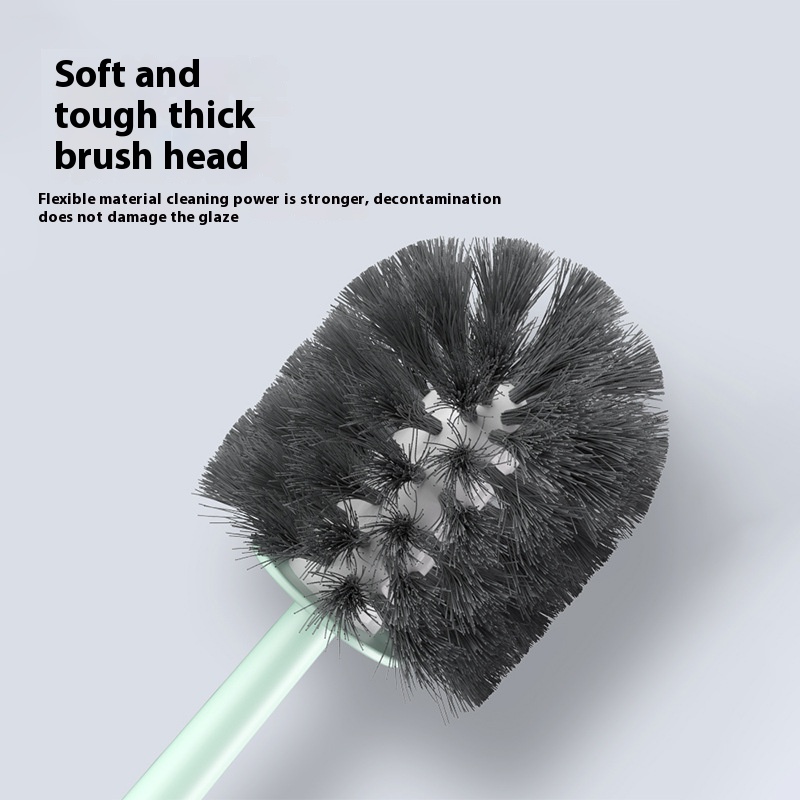 Soft and
tough thick
brush head
Flexible material cleaning power is stronger, decontamination
does not damage the glaze